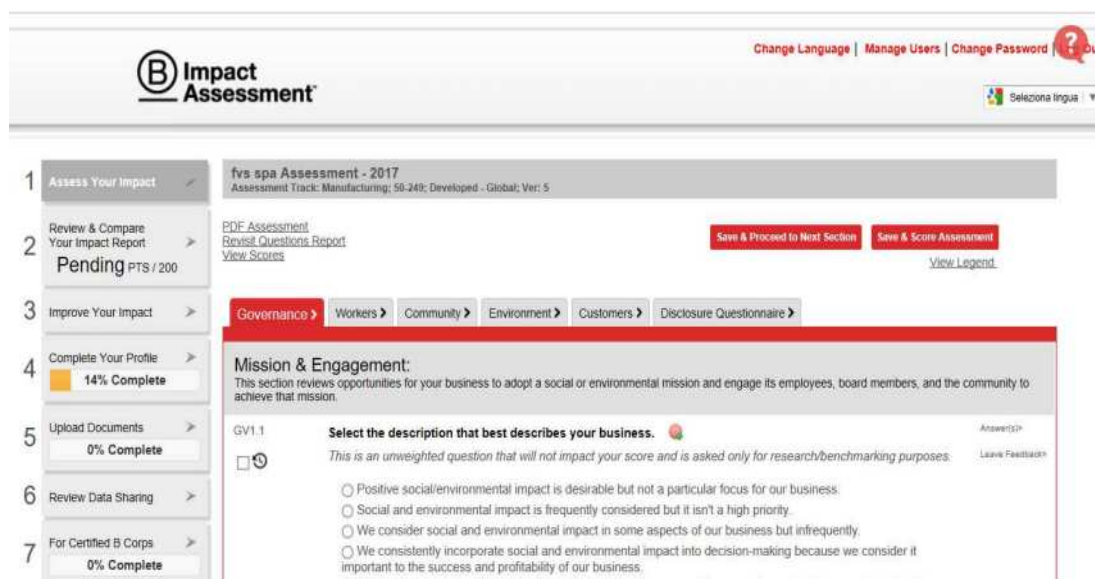 Change Language | Manage Users | Change Password |
?
B Impact
Assessment
Seleziona lingua
1 Assess Your Impact
2 Review & Compare
Your Impact Report
Pending PTS / 200
3 Improve Your Impact
4 Complete Your Profile
14% Complete
5 Upload Documents
0% Complete
6 Review Data Sharing
7 For Certified B Corps
0% Complete
fvs spa Assessment - 2017
Assessment Track: Manufacturing; 50-249; Developed - Global; Ver: 5
PDF Assessment
Revisit Questions Report
View Scores
Save & Proceed to Next Section
Save & Score Assessment
View Legend
Governance Workers Community Environment Customers Disclosure Questionnaire
Mission & Engagement:
This section reviews opportunities for your business to adopt a social or environmental mission and engage its employees, board members, and the community to
achieve that mission.
GV1.1
Select the description that best describes your business.
Answer(s)>
This is an unweighted question that will not impact your score and is asked only for research/benchmarking purposes.
Leave Feedback>
Positive social/environmental impact is desirable but not a particular focus for our business.
Social and environmental impact is frequently considered but it isn't a high priority.
We consider social and environmental impact in some aspects of our business but infrequently.
We consistently incorporate social and environmental impact into decision-making because we consider it
important to the success and profitability of our business.